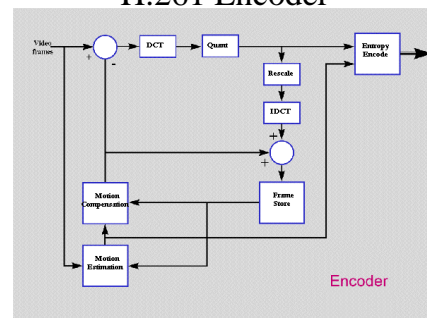 H.261 Encoder
Video
frames
+
-
DCT
Quant
Entropy
Encode
Rescale
IDCT
+
+
Motion
Compensation
Frame
Store
Motion
Estimation
Encoder